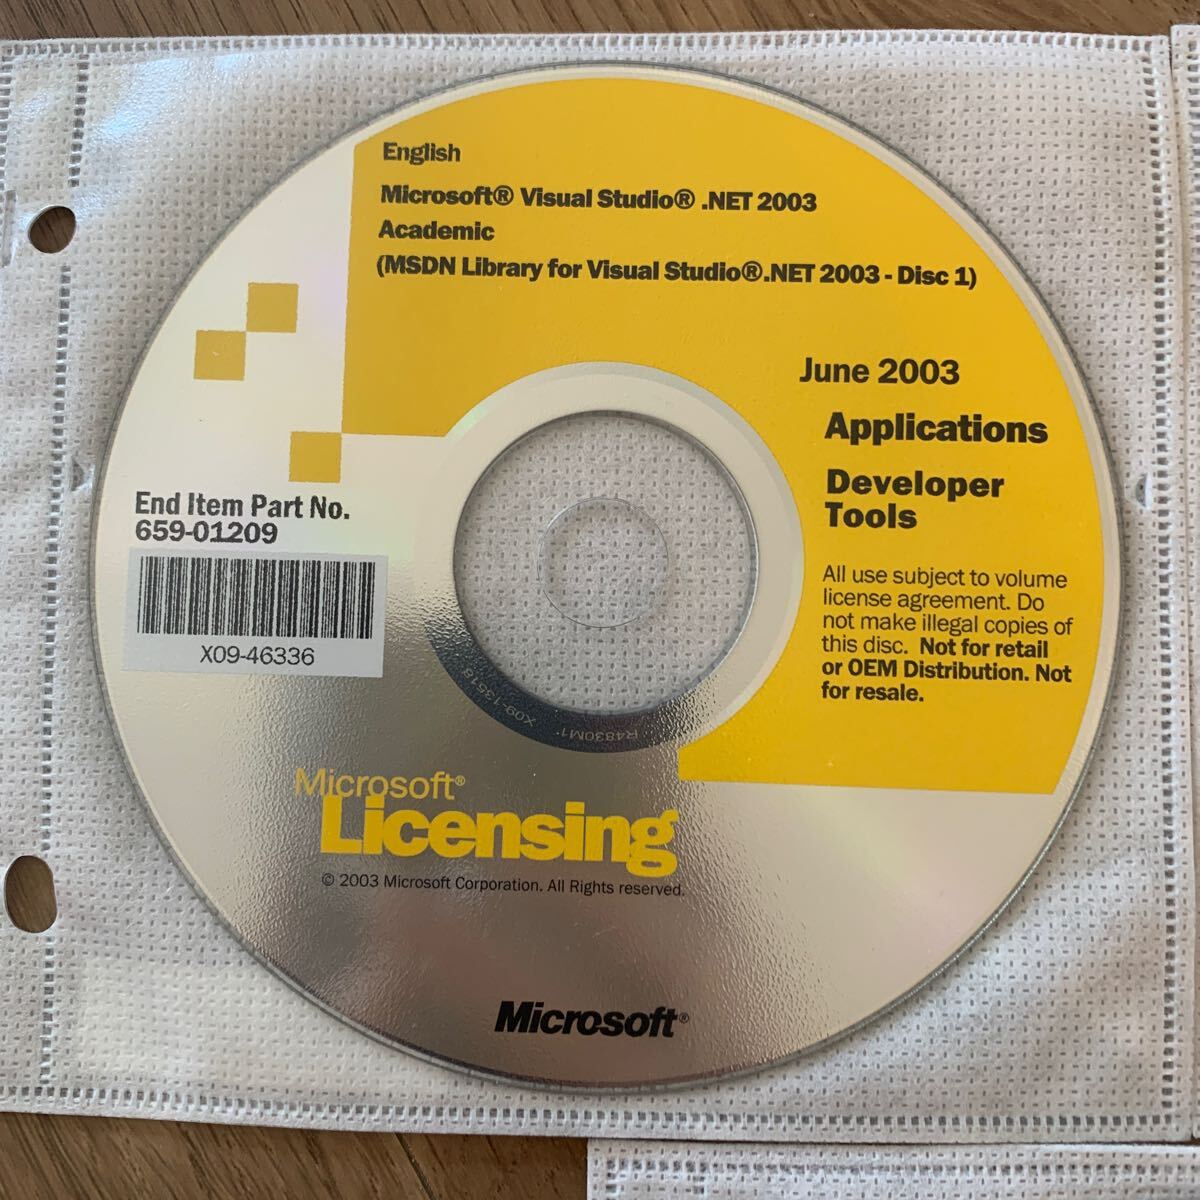 English
Microsoft® Visual Studio® .NET 2003
Academic
(MSDN Library for Visual Studio®.NET 2003 - Disc 1)
June 2003
Applications
Developer
Tools
All use subject to volume
license agreement. Do
not make illegal copies of
this disc. Not for retail
or OEM Distribution. Not
for resale.
End Item Part No.
659-01209
X09-46336
X09-13518
R4830M1
Microsoft®
Licensing
© 2003 Microsoft Corporation. All Rights reserved.
Microsoft®